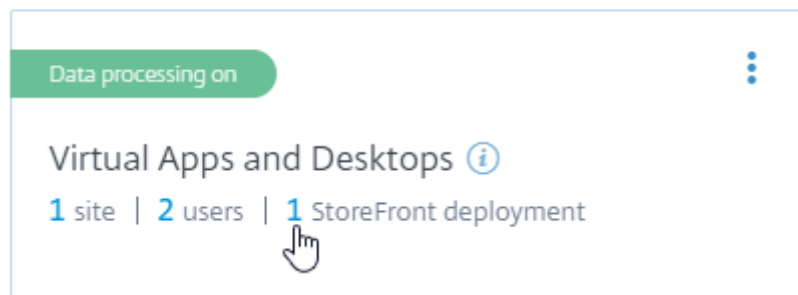 Data processing on
Virtual Apps and Desktops i
1 site | 2 users | 1 StoreFront deployment